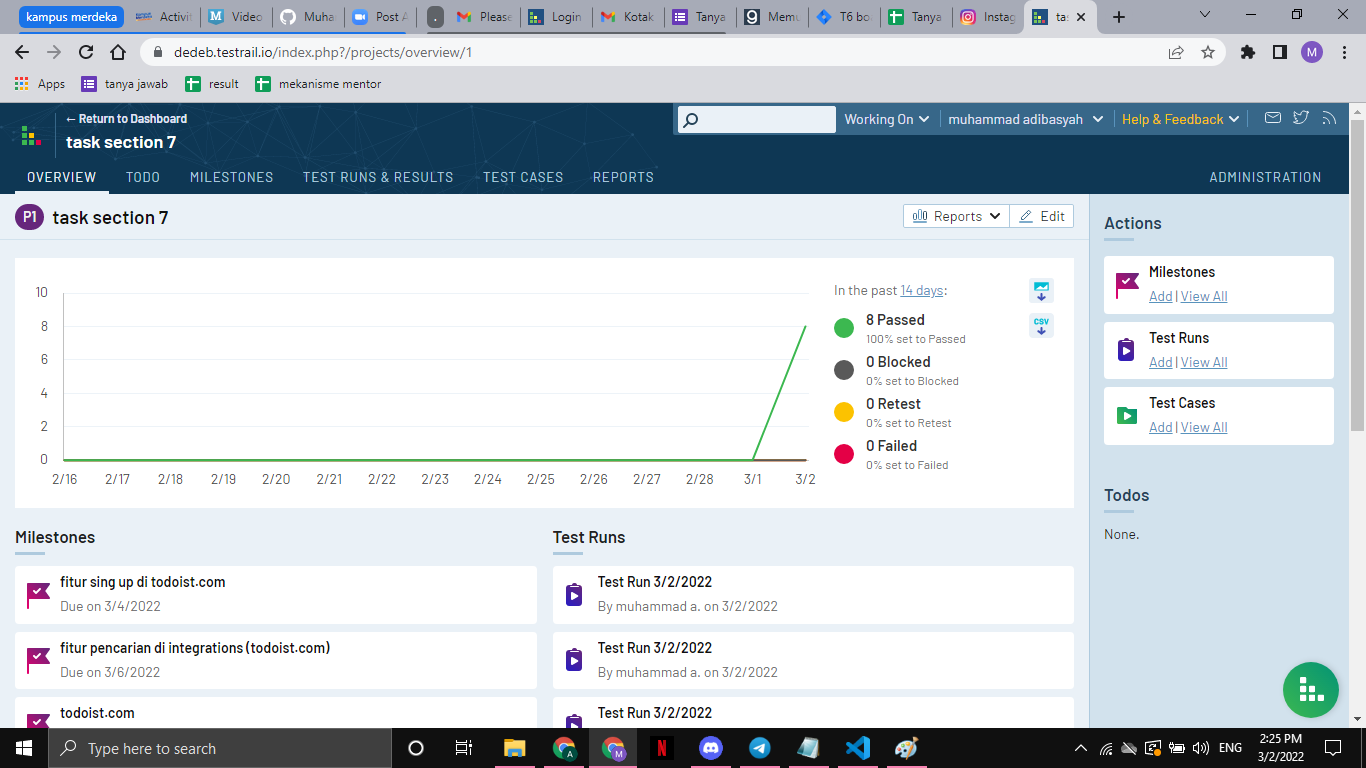 kampus merdeka
Activit
Video
Muha
Post A
.
Please
Login
Kotak
Tanya
Memu
T6 bo
Tanya
Instag
tas
dedeb.testrail.io/index.php?/projects/overview/1
M
Apps
tanya jawab
result
mekanisme mentor
← Return to Dashboard
task section 7
Working On
muhammad adibasyah
Help & Feedback
OVERVIEW
TODO
MILESTONES
TEST RUNS & RESULTS
TEST CASES
REPORTS
ADMINISTRATION
P1
task section 7
Reports
Edit
10
8
6
4
2
0
2/16
2/17
2/18
2/19
2/20
2/21
2/22
2/23
2/24
2/25
2/26
2/27
2/28
3/1
3/2
In the past 14 days:
8 Passed
100% set to Passed
0 Blocked
0% set to Blocked
0 Retest
0% set to Retest
0 Failed
0% set to Failed
CSV
Actions
Milestones
Add | View All
Test Runs
Add | View All
Test Cases
Add | View All
Todos
None.
Milestones
fitur sing up di todoist.com
Due on 3/4/2022
fitur pencarian di integrations (todoist.com)
Due on 3/6/2022
todoist.com
Test Runs
Test Run 3/2/2022
By muhammad a. on 3/2/2022
Test Run 3/2/2022
By muhammad a. on 3/2/2022
Test Run 3/2/2022
Type here to search
A
M
N
ENG
2:25 PM
3/2/2022